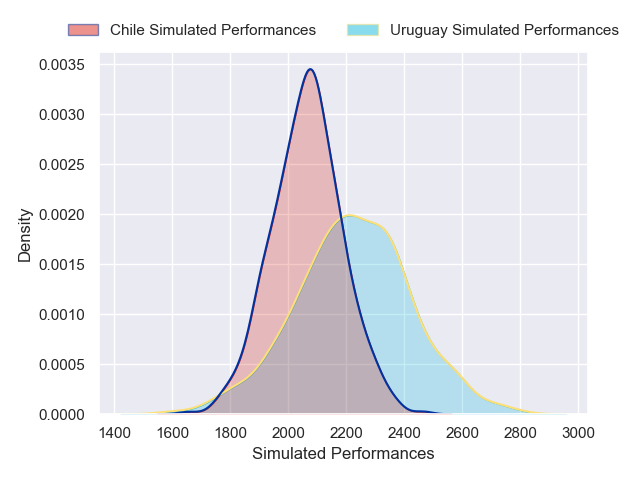 Chile Simulated Performances Uruguay Simulated Performances
0.0035
0.0030
0.0025
0.0020
0.0015
0.0010
0.0005
0.0000
Density
1400 1600 1800 2000 2200 2400 2600 2800 3000
Simulated Performances